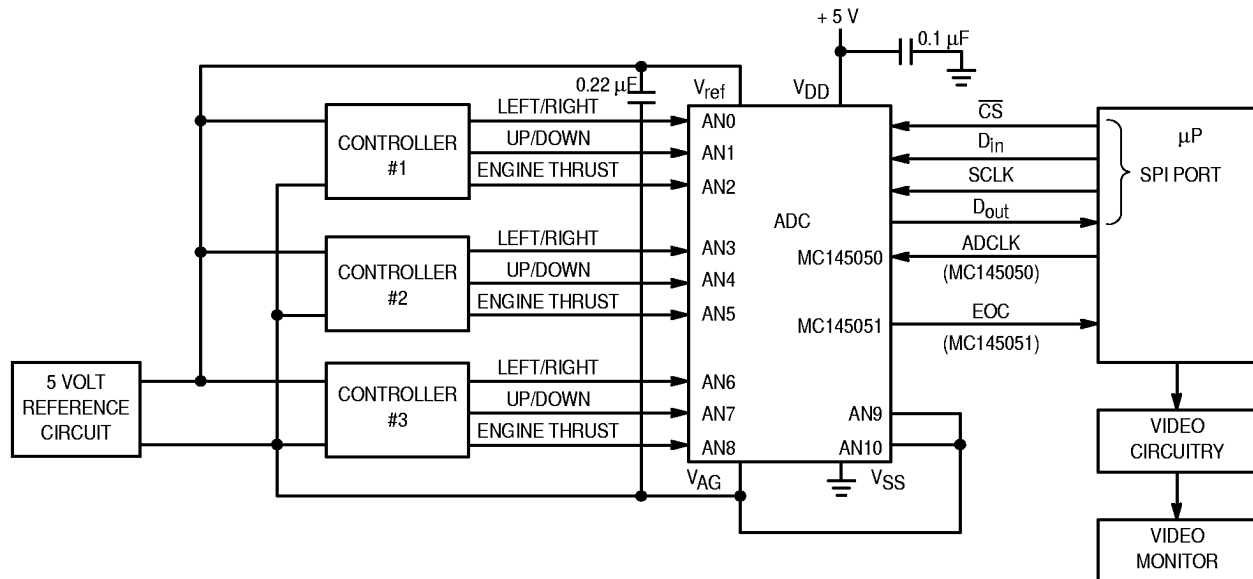 + 5 V
0.1 μF
0.22 μF
Vref
VDD
CONTROLLER
#1
LEFT/RIGHT
UP/DOWN
ENGINE THRUST
AN0
AN1
AN2
CONTROLLER
#2
LEFT/RIGHT
UP/DOWN
ENGINE THRUST
AN3
AN4
AN5
5 VOLT
REFERENCE
CIRCUIT
CONTROLLER
#3
LEFT/RIGHT
UP/DOWN
ENGINE THRUST
AN6
AN7
AN8
ADC
MC145050
MC145051
AN9
AN10
VAG
VSS
C̅S̅
Din
SCLK
Dout
ADCLK
(MC145050)
EOC
(MC145051)
μP
SPI PORT
VIDEO
CIRCUITRY
VIDEO
MONITOR